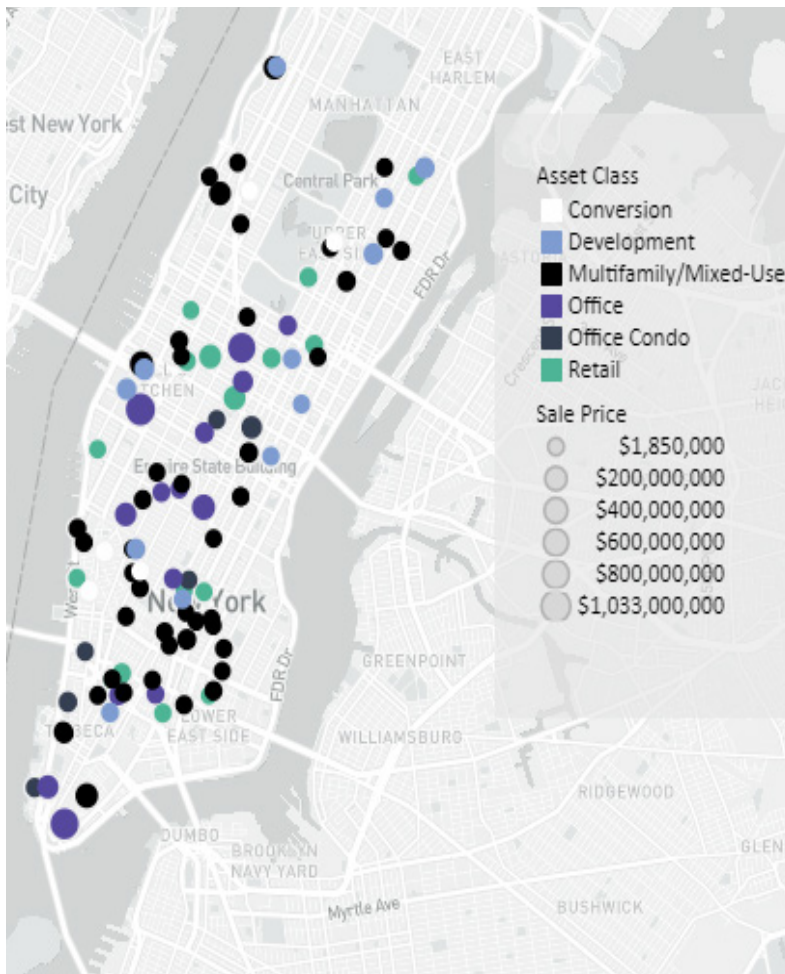 EAST
HARLEM
MANHATTAN
est New York
City
Central Park
UPPER
EAST SIDE
FDR Dr
Asset Class
Conversion
Development
Multifamily/Mixed-Use
Office
Office Condo
Retail
Sale Price
$1,850,000
$200,000,000
$400,000,000
$600,000,000
$800,000,000
$1,033,000,000
Empire State Building
New York
FDR Dr
GREENPOINT
LOWER
EAST SIDE
WILLIAMSBURG
RIDGEWOOD
DUMBO
BROOKLYN
NAVY YARD
GLEN
Myrtle Ave
BUSHWICK